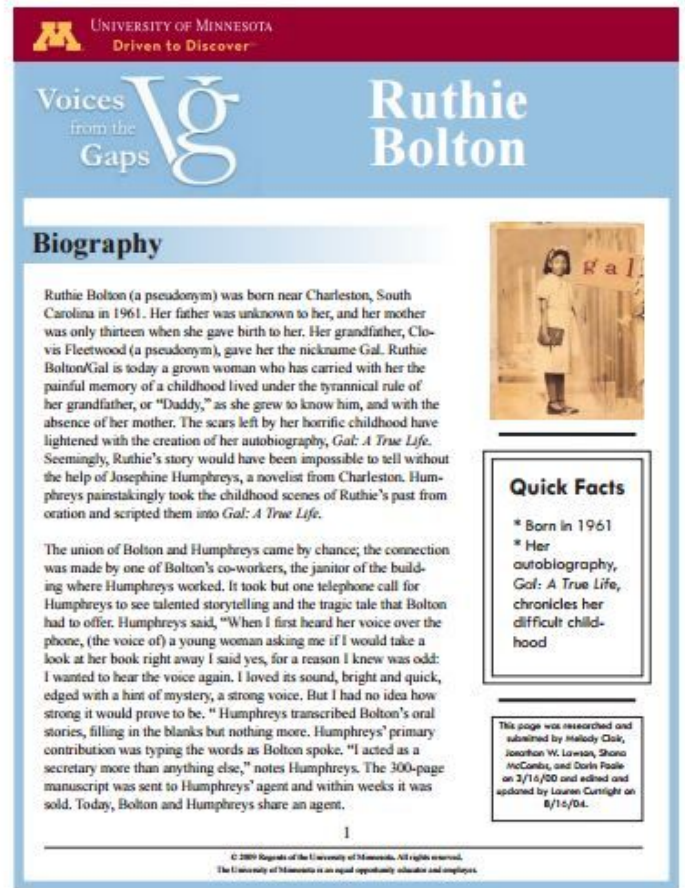 UNIVERSITY OF MINNESOTA
Driven to Discover
Voices
from the
Gaps
Vg
Ruthie
Bolton
Biography
Ruthie Bolton (a pseudonym) was born near Charleston, South
Carolina in 1961. Her father was unknown to her, and her mother
was only thirteen when she gave birth to her. Her grandfather, Clo-
vis Fleetwood (a pseudonym), gave her the nickname Gal. Ruthie
Bolton/Gal is today a grown woman who has carried with her the
painful memory of a childhood lived under the tyrannical rule of
her grandfather, or “Daddy,” as she grew to know him, and with the
absence of her mother. The scars left by her horrific childhood have
lightened with the creation of her autobiography, Gal: A True Life.
Seemingly, Ruthie’s story would have been impossible to tell without
the help of Josephine Humphreys, a novelist from Charleston. Hum-
phreys painstakingly took the childhood scenes of Ruthie’s past from
oration and scripted them into Gal: A True Life.
The union of Bolton and Humphreys came by chance; the connection
was made by one of Bolton’s co-workers, the janitor of the build-
ing where Humphreys worked. It took but one telephone call for
Humphreys to see talented storytelling and the tragic tale that Bolton
had to offer. Humphreys said, “When I first heard her voice over the
phone, (the voice of) a young woman asking me if I would take a
look at her book right away I said yes, for a reason I knew was odd:
I wanted to hear the voice again. I loved its sound, bright and quick,
edged with a hint of mystery, a strong voice. But I had no idea how
strong it would prove to be. “ Humphreys transcribed Bolton’s oral
stories, filling in the blanks but nothing more. Humphreys’ primary
contribution was typing the words as Bolton spoke. “I acted as a
secretary more than anything else,” notes Humphreys. The 300-page
manuscript was sent to Humphreys’ agent and within weeks it was
sold. Today, Bolton and Humphreys share an agent.
gal
Quick Facts
* Born in 1961
* Her
autobiography,
Gal: A True Life,
chronicles her
difficult child-
hood
This page was researched and
submitted by Melody Clair,
Jonathon W. Lawson, Shana
McCombs, and Darin Poole
on 3/16/00 and edited and
updated by Lauren Curtright on
8/16/04.
1
© 2009 Regents of the University of Minnesota. All rights reserved.
The University of Minnesota is an equal opportunity educator and employer.